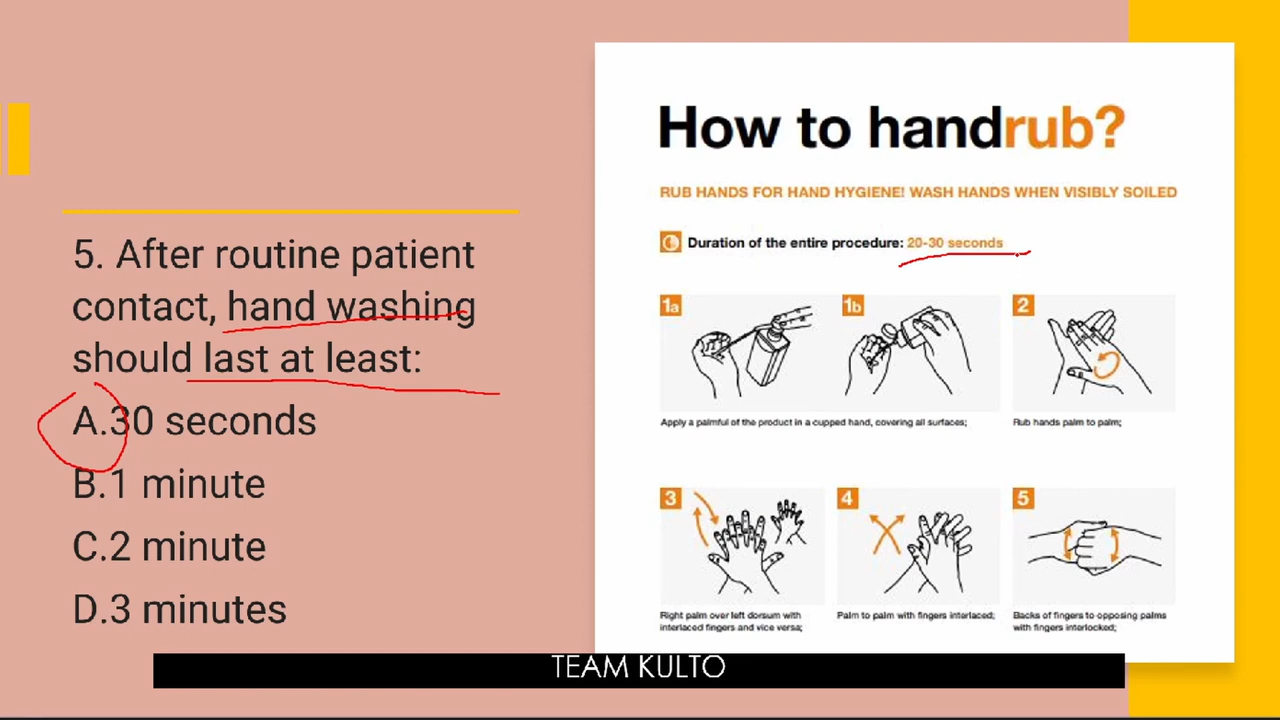 5. After routine patient
contact, hand washing
should last at least:
A.30 seconds
B.1 minute
C.2 minute
D.3 minutes
How to handrub?
RUB HANDS FOR HAND HYGIENE! WASH HANDS WHEN VISIBLY SOILED
Duration of the entire procedure: 20-30 seconds
1a
1b
2
Apply a palmful of the product in a cupped hand, covering all surfaces;
Rub hands palm to palm;
3
4
5
Right palm over left dorsum with
interlaced fingers and vice versa;
Palm to palm with fingers interlaced;
Backs of fingers to opposing palms
with fingers interlocked;
TEAM KULTO